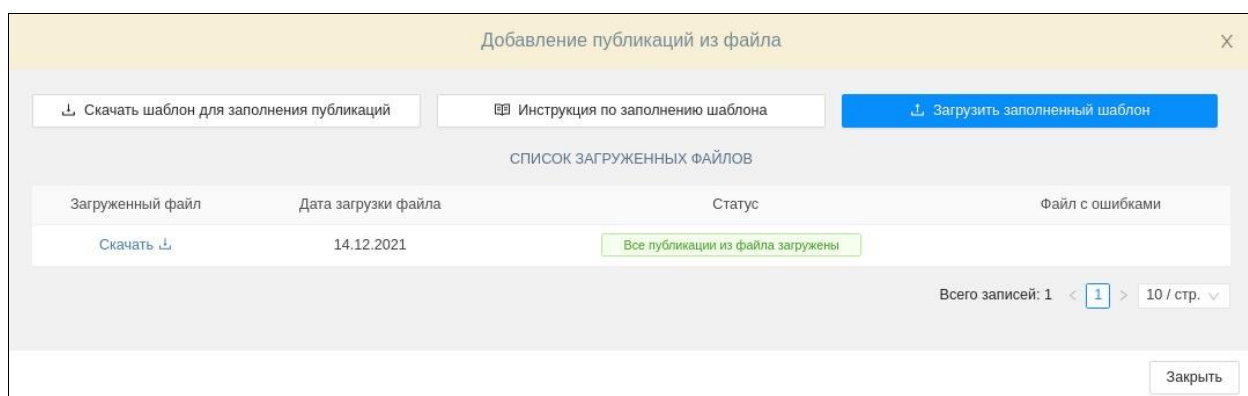 Добавление публикаций из файла
Скачать шаблон для заполнения публикаций Инструкция по заполнению шаблона Загрузить заполненный шаблон
СПИСОК ЗАГРУЖЕННЫХ ФАЙЛОВ
Загруженный файл Дата загрузки файла Статус Файл с ошибками
Скачать 14.12.2021 Все публикации из файла загружены
Всего записей: 1 < 1 > 10 / стр.
Закрыть